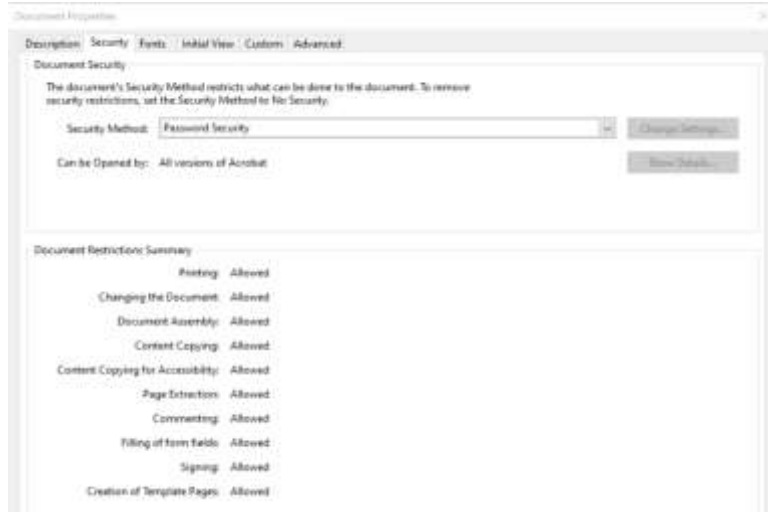 Document Properties
Description Security Fonts Initial View Custom Advanced
Document Security
The document's Security Method restricts what can be done to the document. To remove
security restrictions, set the Security Method to No Security.
Security Method: Password Security Change Settings...
Can be Opened by: All versions of Acrobat Show Details...
Document Restrictions Summary
Printing: Allowed
Changing the Document: Allowed
Document Assembly: Allowed
Content Copying: Allowed
Content Copying for Accessibility: Allowed
Page Extraction: Allowed
Commenting: Allowed
Filling of form fields: Allowed
Signing: Allowed
Creation of Template Pages: Allowed